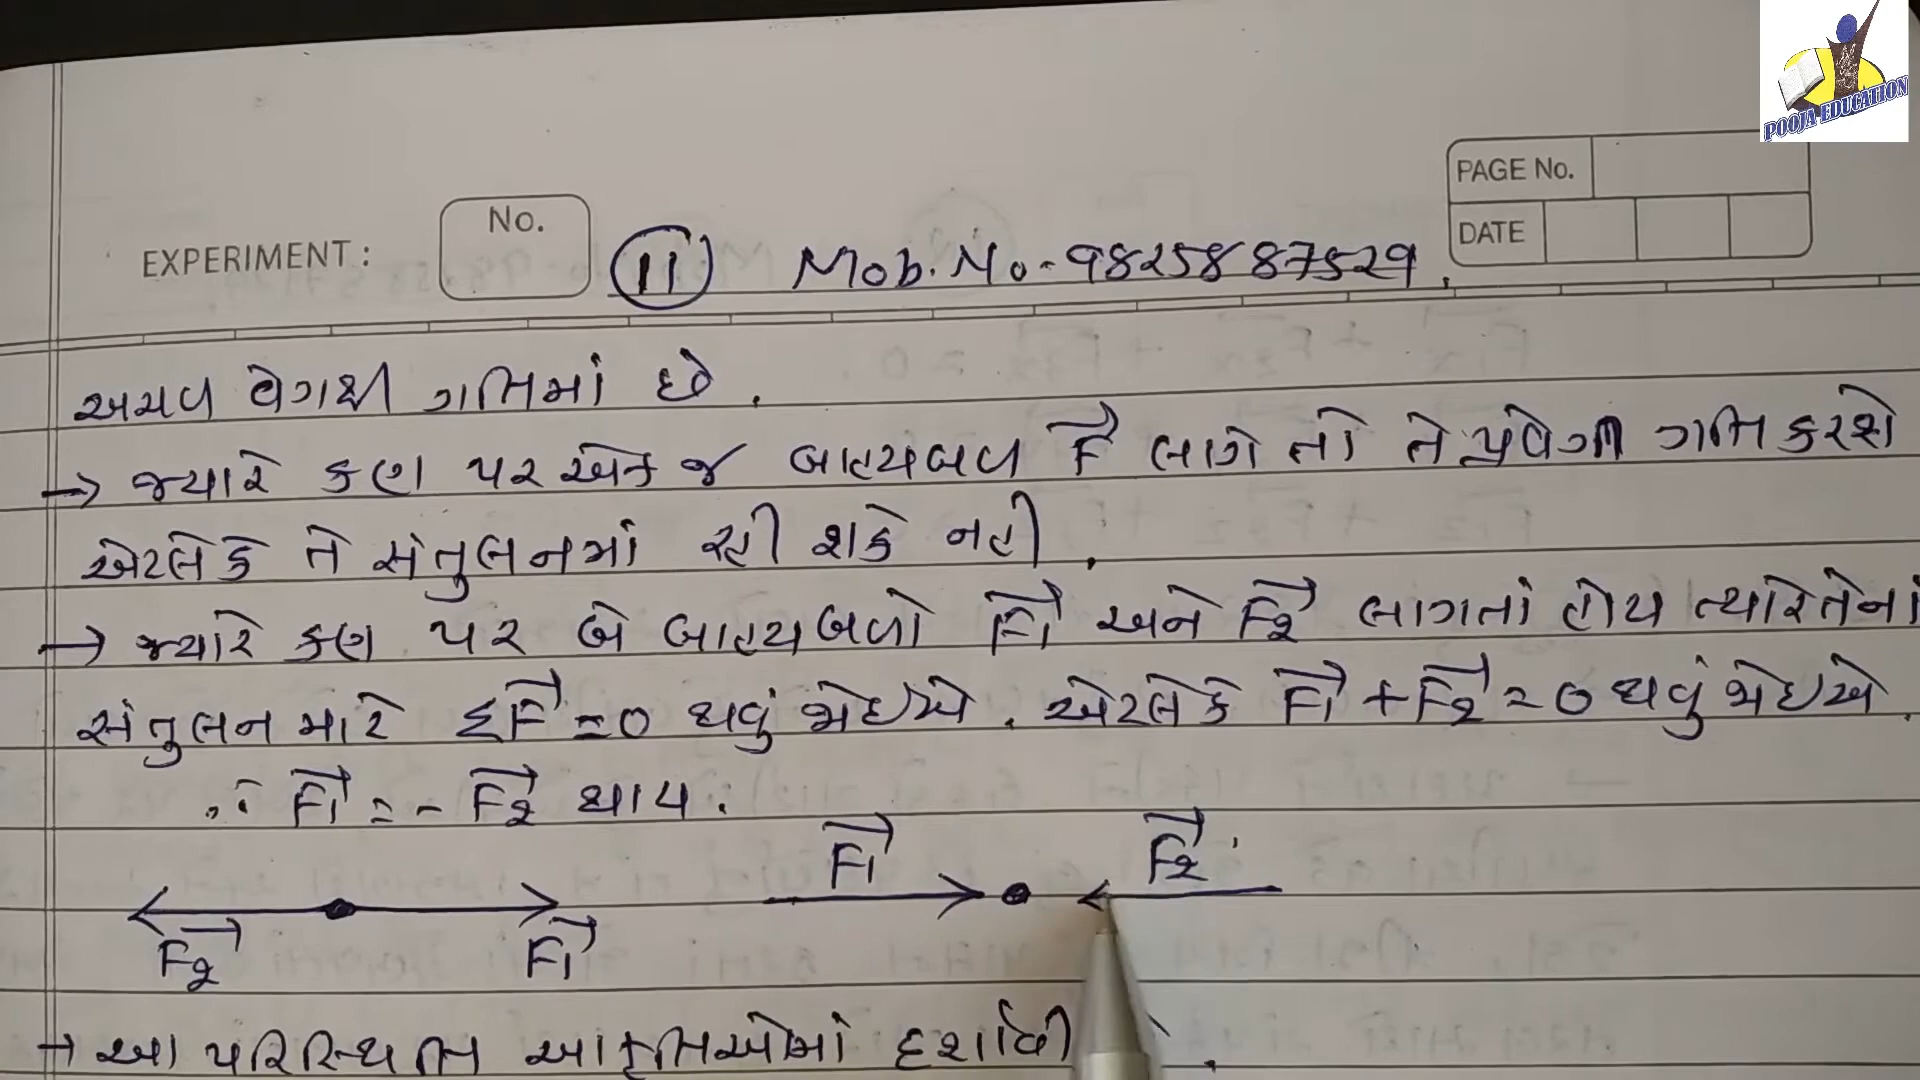 POOJA EDUCATION
PAGE No.
DATE
EXPERIMENT :
No.
11 Mob. No - 9825887529.
અચળ વેગથી ગતિમાં છે.
→ જ્યારે કણ પર એક જ બાહ્યબળ F⃗ લાગે તો તે પ્રવેગી ગતિ કરશે
એટલેકે તે સંતુલનમાં રહી શકે નહી.
→ જ્યારે કણ પર બે બાહ્યબળો F⃗1 અને F⃗2 લાગતાં હોય ત્યારે તેનાં
સંતુલન માટે ΣF⃗ = 0 થવું જોઇએ. એટલેકે F⃗1 + F⃗2 = 0 થવું જોઇએ.
∴ F⃗1 = - F⃗2 થાય.
F⃗1 F⃗2
F⃗2 F⃗1
→ આ પરિસ્થિતિ આકૃતિઓમાં દર્શાવી